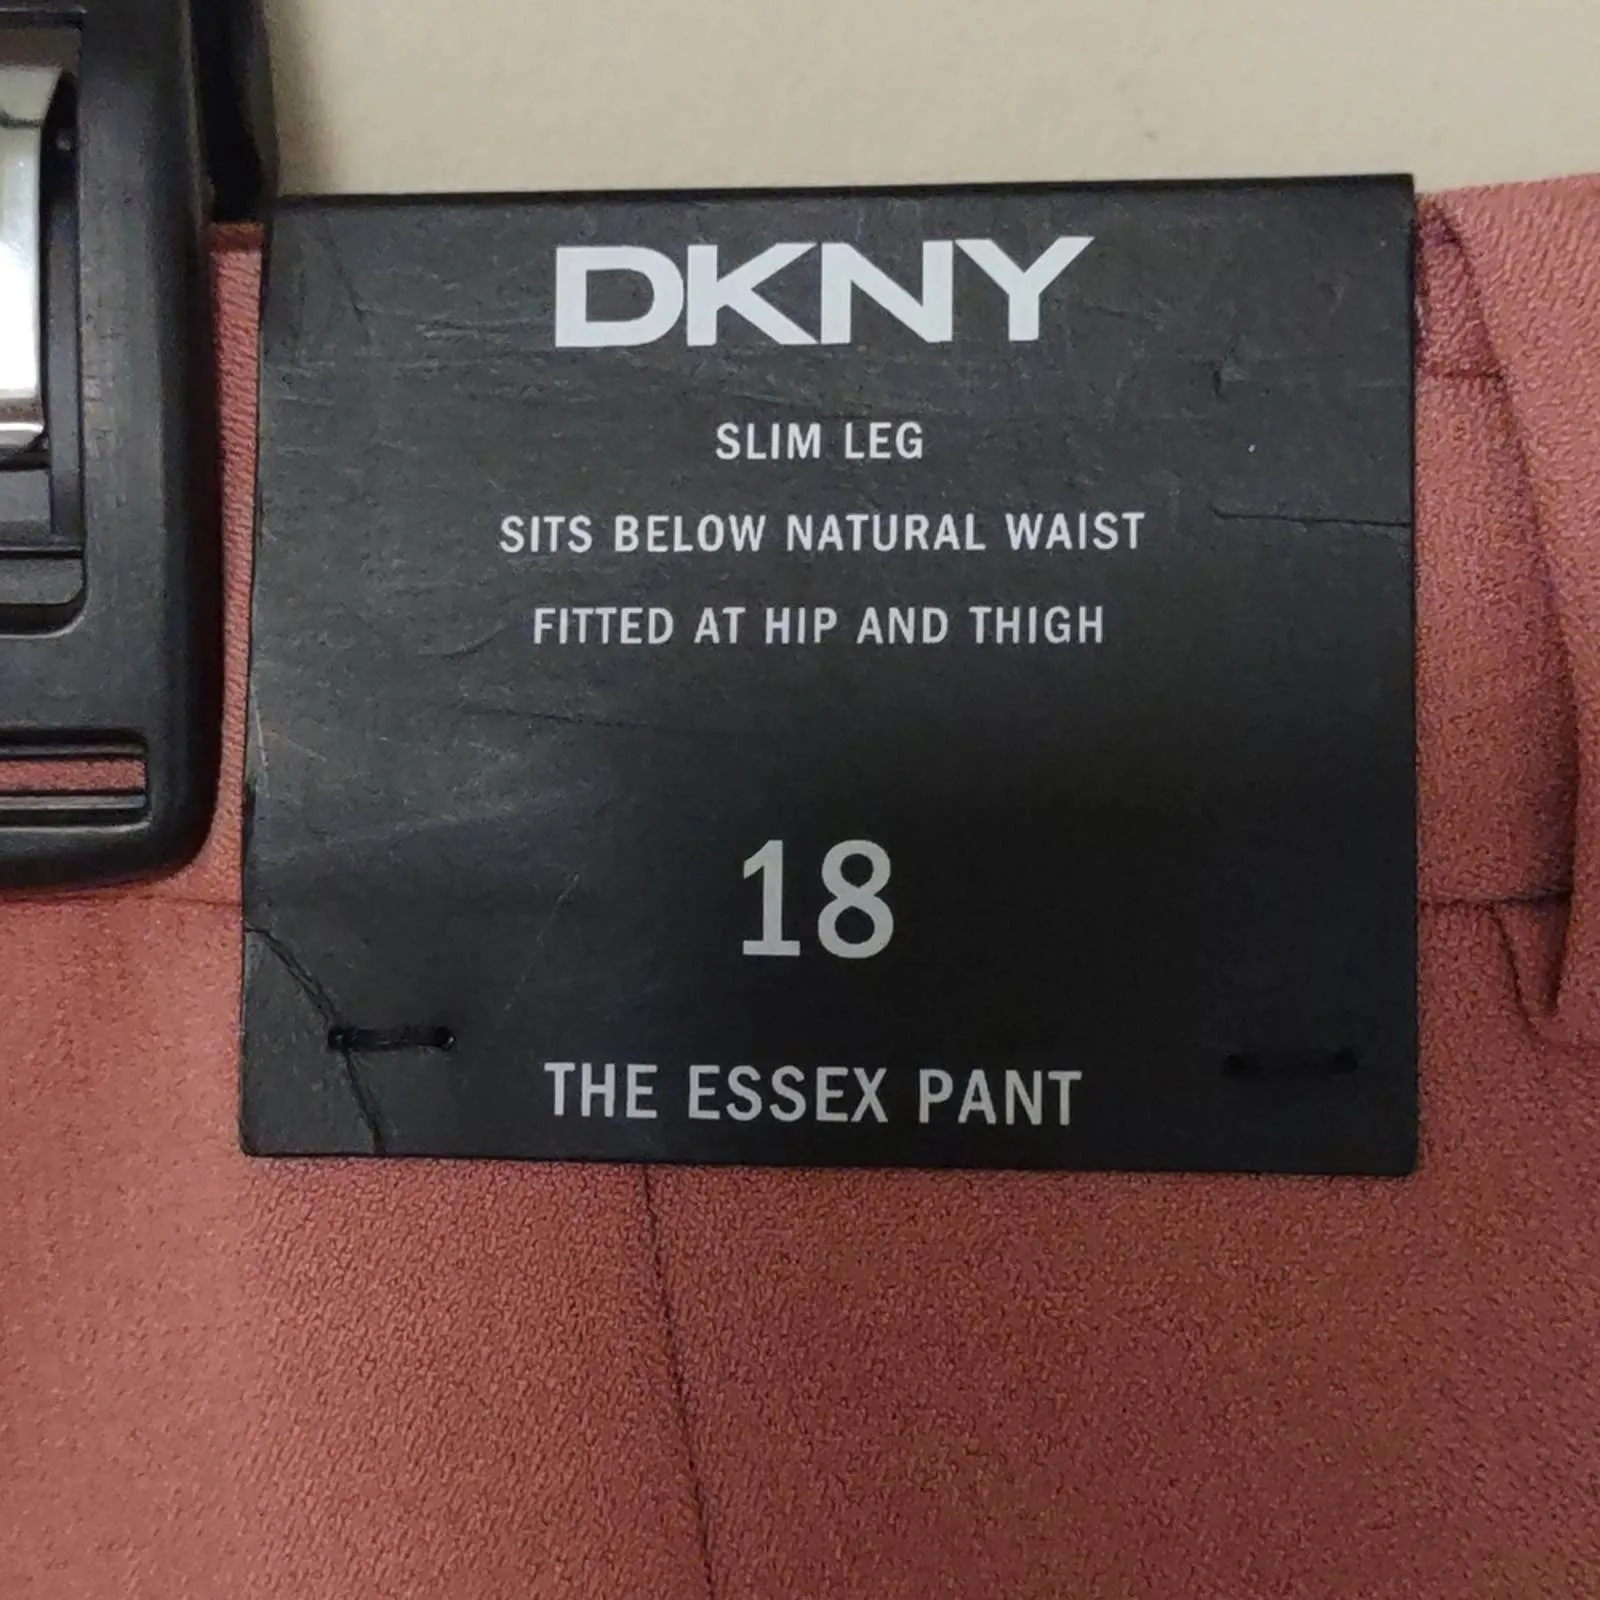 DKNY
SLIM LEG
SITS BELOW NATURAL WAIST
FITTED AT HIP AND THIGH
18
THE ESSEX PANT